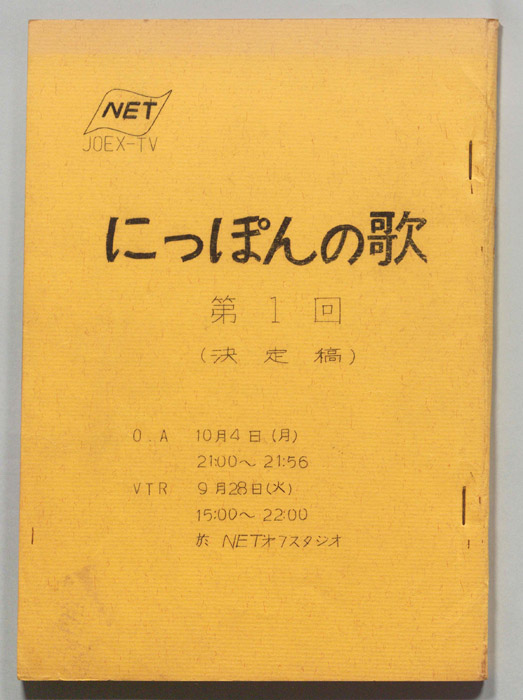 NET
JOEX-TV
にっぽんの歌
第1回
(決定稿)
O.A 10月4日(月)
21:00〜21:56
VTR 9月28日(火)
15:00〜22:00
於 NETオフスタジオ